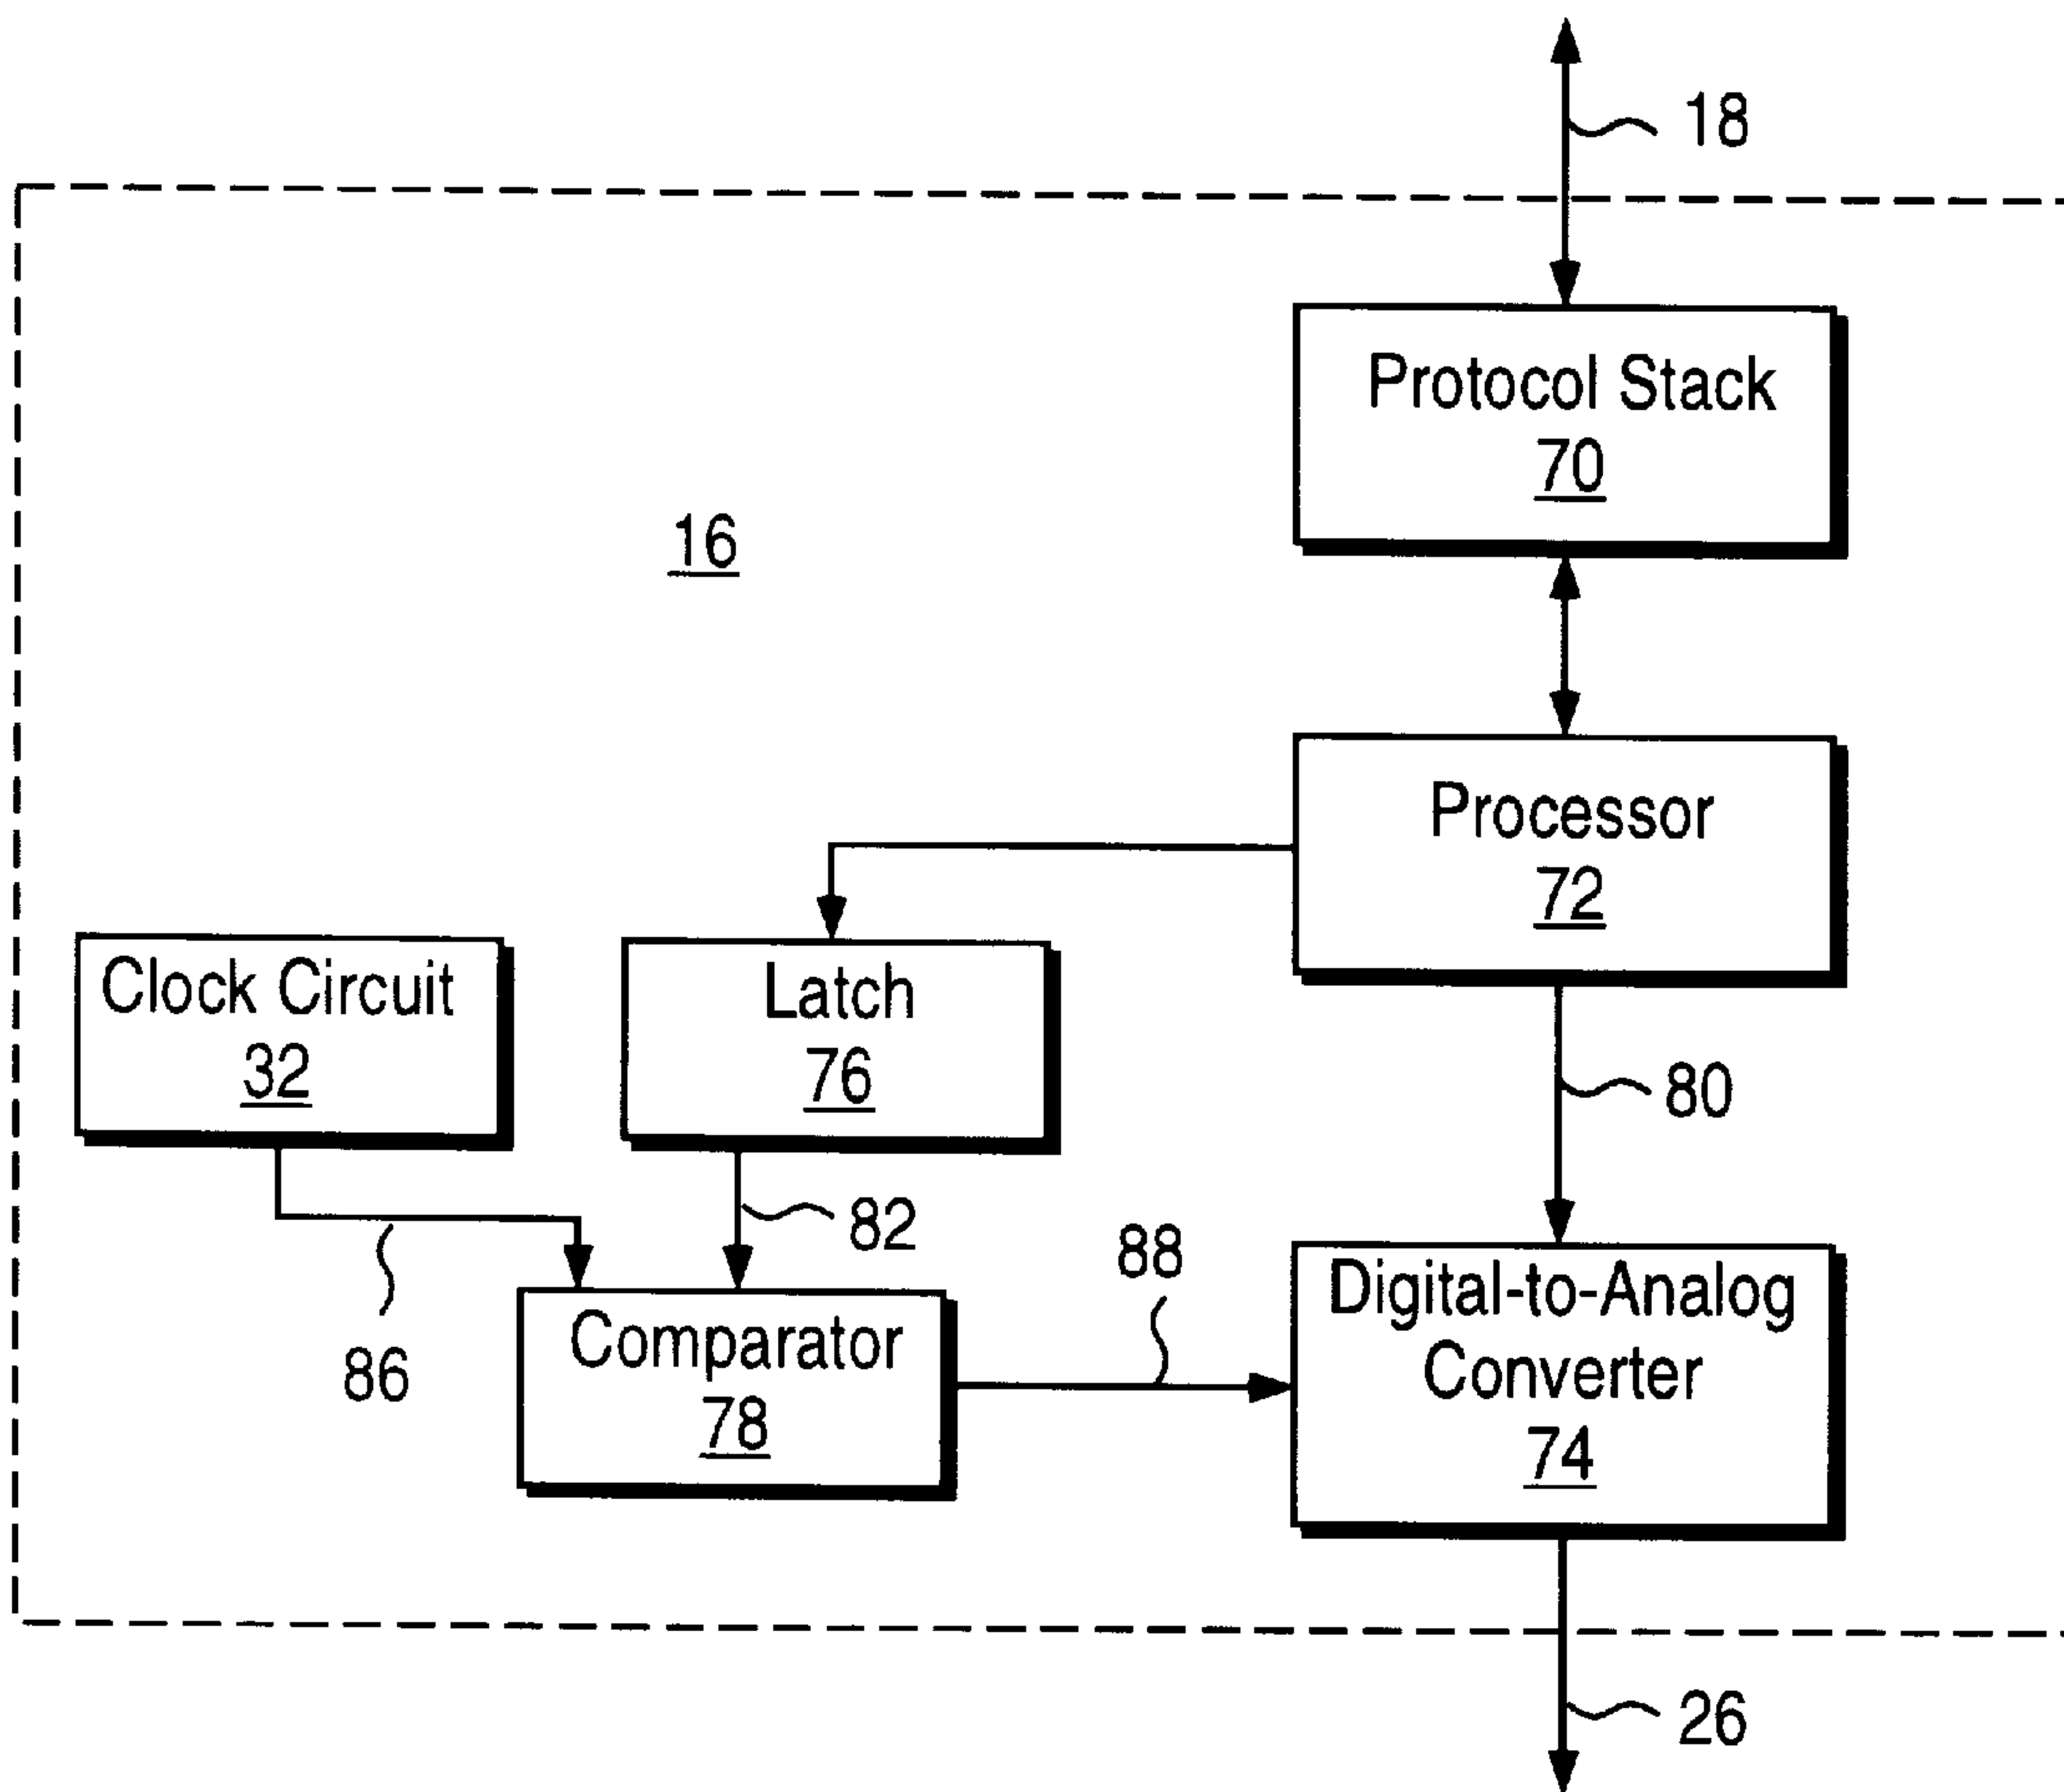 18
Protocol Stack
70
16
Processor
72
Clock Circuit
32
Latch
76
80
82
86
88
Comparator
78
Digital-to-Analog
Converter
74
26